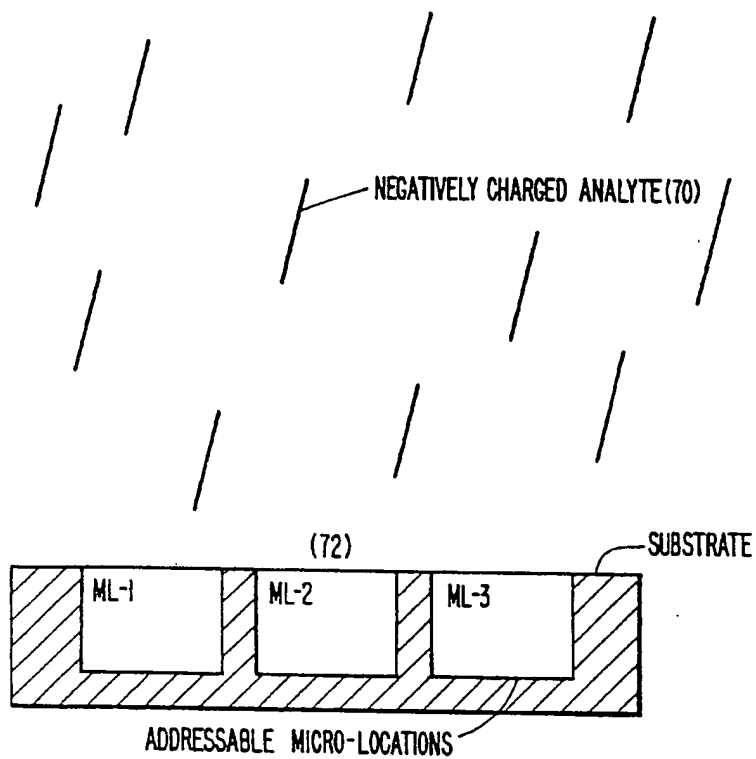 NEGATIVELY CHARGED ANALYTE(70)
(72)
SUBSTRATE
ML-1
ML-2
ML-3
ADDRESSABLE MICRO-LOCATIONS